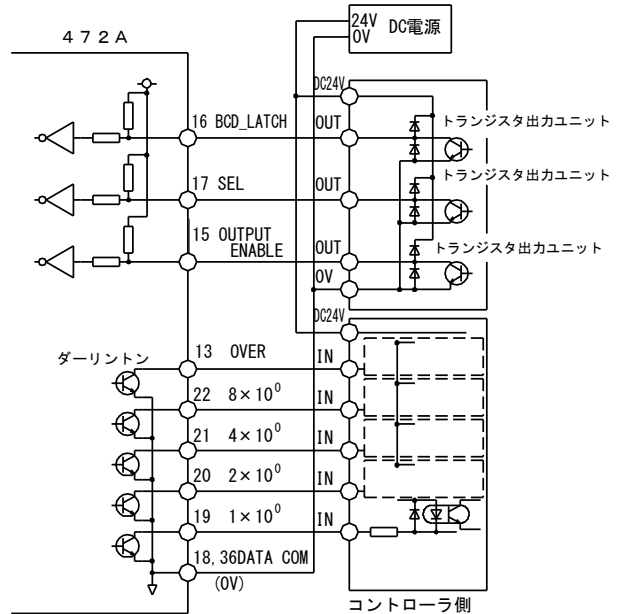 472A
24V
0V
DC電源
DC24V
16 BCD_LATCH
OUT
トランジスタ出力ユニット
17 SEL
OUT
トランジスタ出力ユニット
15 OUTPUT
ENABLE
OUT
トランジスタ出力ユニット
0V
DC24V
ダーリントン
13 OVER
IN
22 8×10⁰
IN
21 4×10⁰
IN
20 2×10⁰
IN
19 1×10⁰
IN
18,36DATA COM
(0V)
コントローラ側